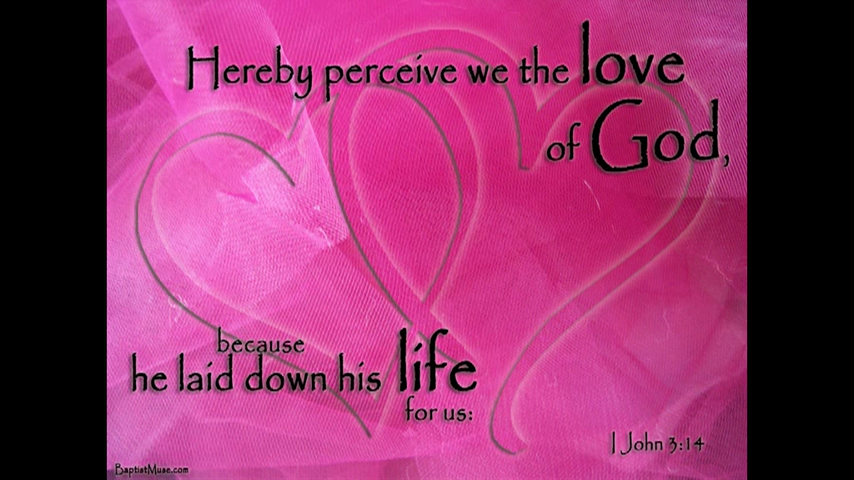 Hereby perceive we the love
of God,
because
he laid down his life
for us:
I John 3:14
BaptistMuse.com